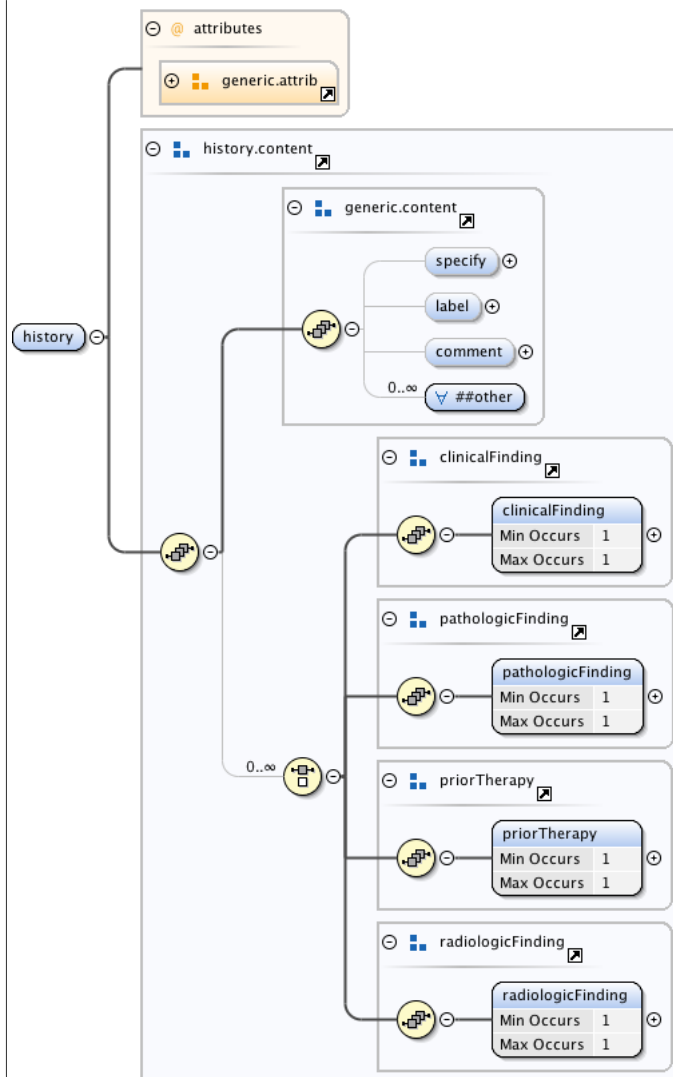 @ attributes
generic.attrib
history.content
generic.content
specify
label
comment
0..∞
∀ ##other
history
clinicalFinding
clinicalFinding
Min Occurs 1
Max Occurs 1
pathologicFinding
pathologicFinding
Min Occurs 1
Max Occurs 1
0..∞
priorTherapy
priorTherapy
Min Occurs 1
Max Occurs 1
radiologicFinding
radiologicFinding
Min Occurs 1
Max Occurs 1